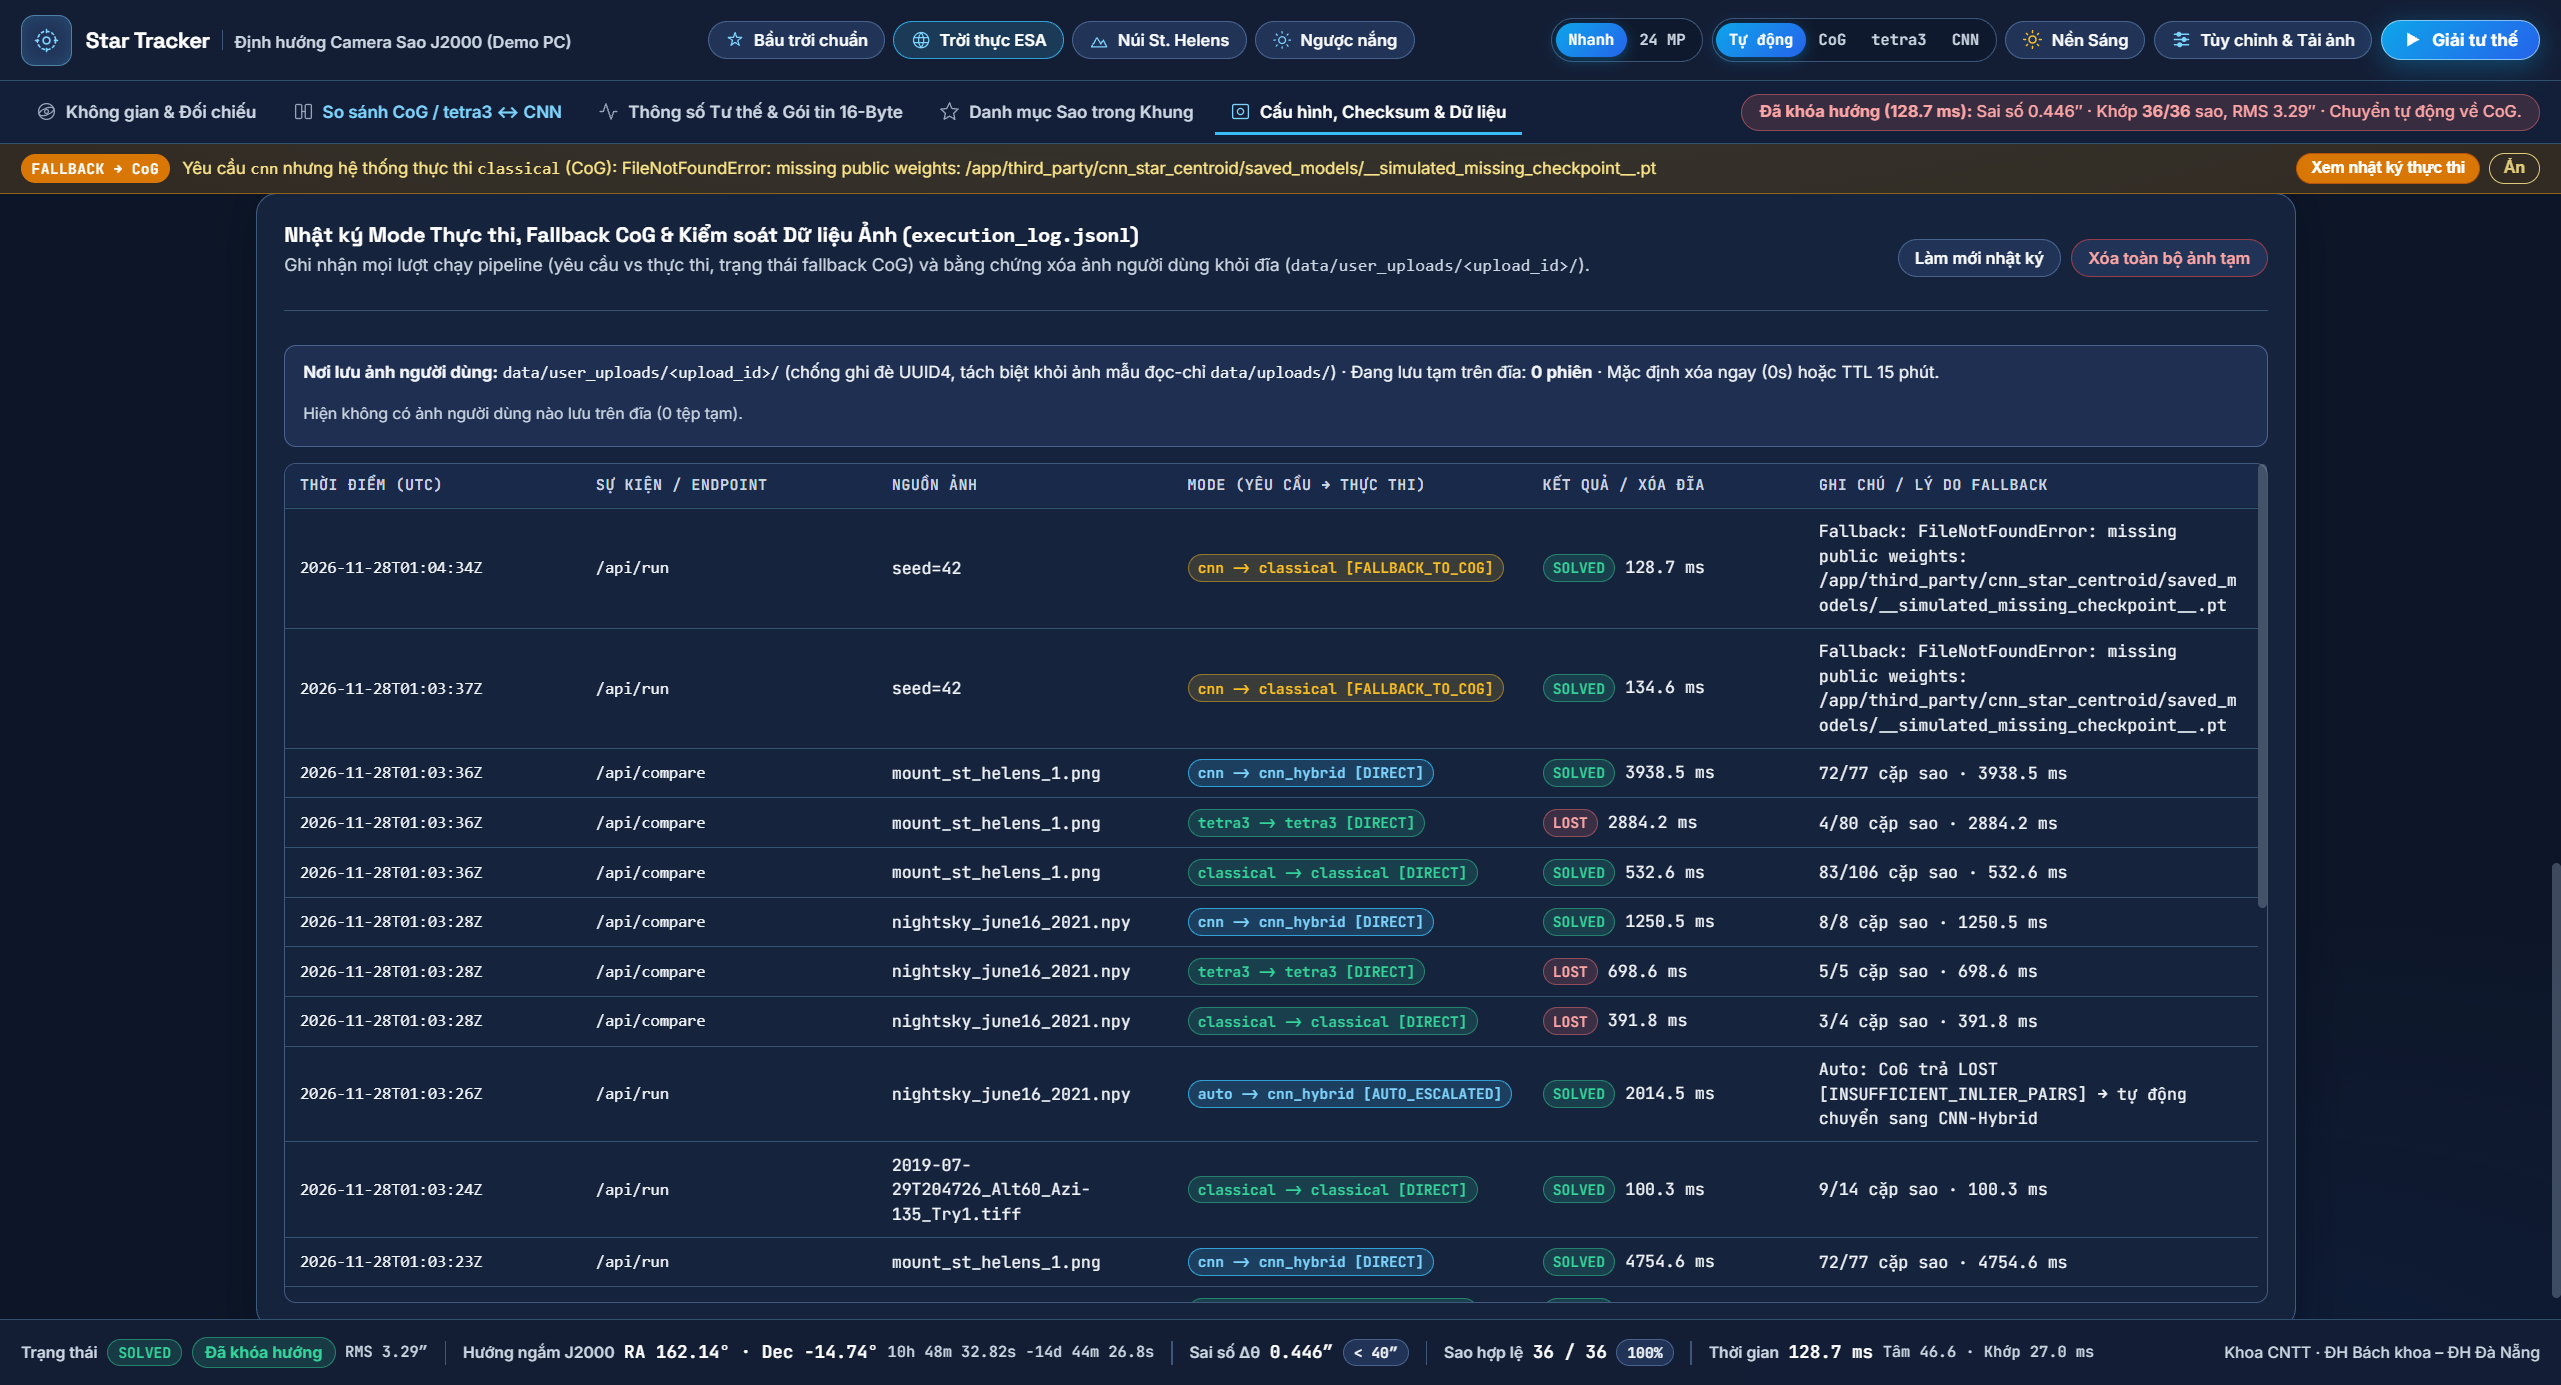 Star Tracker
Định hướng Camera Sao J2000 (Demo PC)
Bầu trời chuẩn
Trời thực ESA
Núi St. Helens
Ngược nắng
Nhanh
24 MP
Tự động
CoG
tetra3
CNN
Nền Sáng
Tùy chỉnh & Tải ảnh
Giải tư thế
Không gian & Đối chiếu
So sánh CoG / tetra3 ↔ CNN
Thông số Tư thế & Gói tin 16-Byte
Danh mục Sao trong Khung
Cấu hình, Checksum & Dữ liệu
Đã khóa hướng (128.7 ms): Sai số 0.446″ · Khớp 36/36 sao, RMS 3.29″ · Chuyển tự động về CoG.
FALLBACK → CoG
Yêu cầu cnn nhưng hệ thống thực thi classical (CoG): FileNotFoundError: missing public weights: /app/third_party/cnn_star_centroid/saved_models/__simulated_missing_checkpoint__.pt
Xem nhật ký thực thi
Ẩn
Nhật ký Mode Thực thi, Fallback CoG & Kiểm soát Dữ liệu Ảnh (execution_log.jsonl)
Ghi nhận mọi lượt chạy pipeline (yêu cầu vs thực thi, trạng thái fallback CoG) và bằng chứng xóa ảnh người dùng khỏi đĩa (data/user_uploads/<upload_id>/).
Làm mới nhật ký
Xóa toàn bộ ảnh tạm
Nơi lưu ảnh người dùng: data/user_uploads/<upload_id>/ (chống ghi đè UUID4, tách biệt khỏi ảnh mẫu đọc-chỉ data/uploads/) · Đang lưu tạm trên đĩa: 0 phiên · Mặc định xóa ngay (0s) hoặc TTL 15 phút.
Hiện không có ảnh người dùng nào lưu trên đĩa (0 tệp tạm).
THỜI ĐIỂM (UTC) SỰ KIỆN / ENDPOINT NGUỒN ẢNH MODE (YÊU CẦU → THỰC THI) KẾT QUẢ / XÓA ĐĨA GHI CHÚ / LÝ DO FALLBACK
2026-11-28T01:04:34Z /api/run seed=42 cnn → classical [FALLBACK_TO_COG] SOLVED 128.7 ms
Fallback: FileNotFoundError: missing
public weights:
/app/third_party/cnn_star_centroid/saved_m
odels/__simulated_missing_checkpoint__.pt
2026-11-28T01:03:37Z /api/run seed=42 cnn → classical [FALLBACK_TO_COG] SOLVED 134.6 ms
Fallback: FileNotFoundError: missing
public weights:
/app/third_party/cnn_star_centroid/saved_m
odels/__simulated_missing_checkpoint__.pt
2026-11-28T01:03:36Z /api/compare mount_st_helens_1.png cnn → cnn_hybrid [DIRECT] SOLVED 3938.5 ms 72/77 cặp sao · 3938.5 ms
2026-11-28T01:03:36Z /api/compare mount_st_helens_1.png tetra3 → tetra3 [DIRECT] LOST 2884.2 ms 4/80 cặp sao · 2884.2 ms
2026-11-28T01:03:36Z /api/compare mount_st_helens_1.png classical → classical [DIRECT] SOLVED 532.6 ms 83/106 cặp sao · 532.6 ms
2026-11-28T01:03:28Z /api/compare nightsky_june16_2021.npy cnn → cnn_hybrid [DIRECT] SOLVED 1250.5 ms 8/8 cặp sao · 1250.5 ms
2026-11-28T01:03:28Z /api/compare nightsky_june16_2021.npy tetra3 → tetra3 [DIRECT] LOST 698.6 ms 5/5 cặp sao · 698.6 ms
2026-11-28T01:03:28Z /api/compare nightsky_june16_2021.npy classical → classical [DIRECT] LOST 391.8 ms 3/4 cặp sao · 391.8 ms
2026-11-28T01:03:26Z /api/run nightsky_june16_2021.npy auto → cnn_hybrid [AUTO_ESCALATED] SOLVED 2014.5 ms
Auto: CoG trả LOST
[INSUFFICIENT_INLIER_PAIRS] → tự động
chuyển sang CNN-Hybrid
2026-11-28T01:03:24Z /api/run
2019-07-
29T204726_Alt60_Azi-
135_Try1.tiff
classical → classical [DIRECT] SOLVED 100.3 ms 9/14 cặp sao · 100.3 ms
2026-11-28T01:03:23Z /api/run mount_st_helens_1.png cnn → cnn_hybrid [DIRECT] SOLVED 4754.6 ms 72/77 cặp sao · 4754.6 ms
Trạng thái SOLVED Đã khóa hướng RMS 3.29″ Hướng ngắm J2000 RA 162.14° · Dec -14.74° 10h 48m 32.82s -14d 44m 26.8s Sai số Δθ 0.446″ < 40″ Sao hợp lệ 36 / 36 100% Thời gian 128.7 ms Tâm 46.6 · Khớp 27.0 ms Khoa CNTT · ĐH Bách khoa – ĐH Đà Nẵng